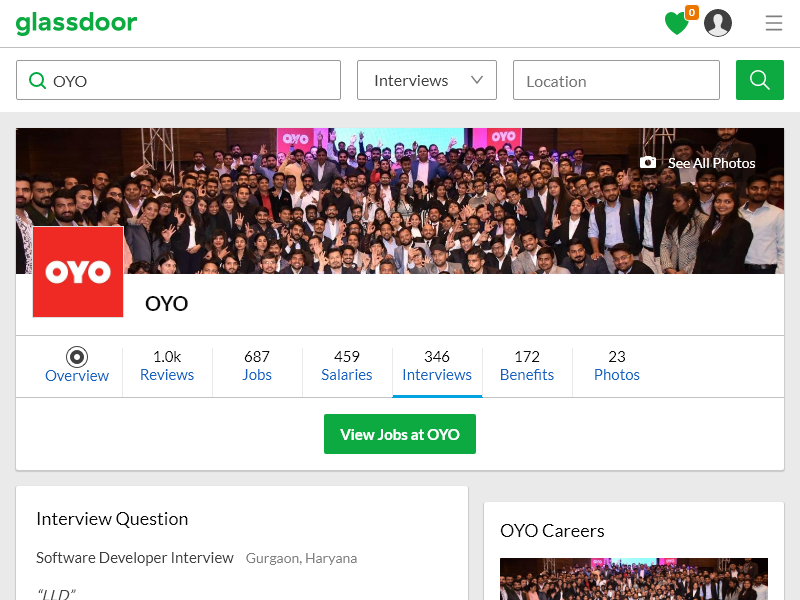 glassdoor
0
OYO
Interviews
Location
OYO
OYO
See All Photos
OYO
OYO
Overview
1.0k
Reviews
687
Jobs
459
Salaries
346
Interviews
172
Benefits
23
Photos
View Jobs at OYO
Interview Question
Software Developer Interview Gurgaon, Haryana
“LLD”
OYO Careers